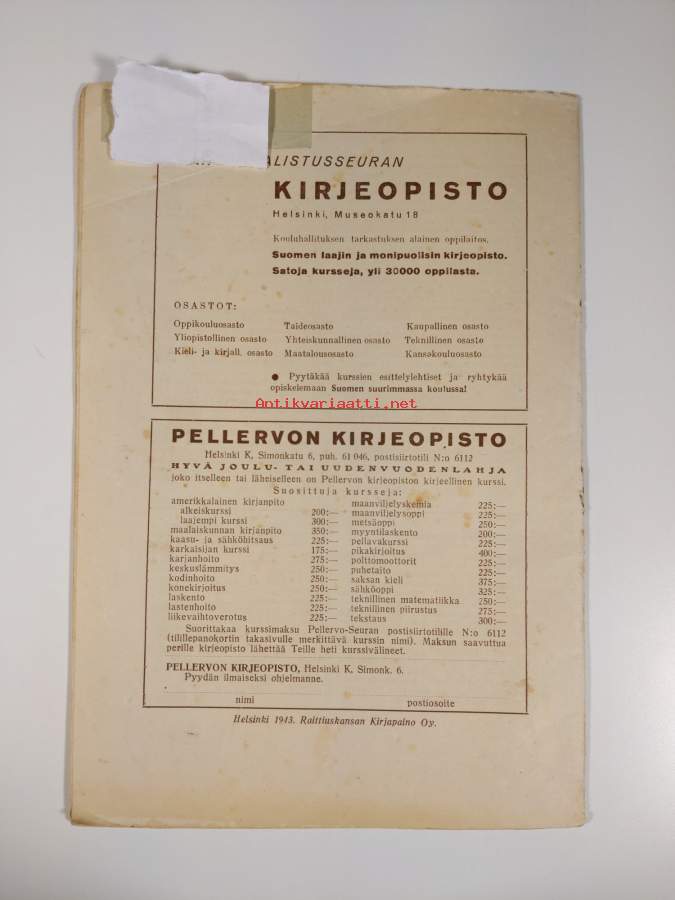 ALISTUSSEURAN
KIRJEOPISTO
Helsinki, Museokatu 18
Kouluhallituksen tarkastuksen alainen oppilaitos.
Suomen laajin ja monipuolisin kirjeopisto.
Satoja kursseja, yli 30000 oppilasta.
OSASTOT:
Oppikouluosasto Taideosasto Kaupallinen osasto
Yliopistollinen osasto Yhteiskunnallinen osasto Teknillinen osasto
Kieli- ja kirjall. osasto Maatalousosasto Kansakouluosasto
● Pyytäkää kurssien esittelylehtiset ja ryhtykää
opiskelemaan Suomen suurimmassa koulussa!
Antikvariaatti.net
PELLERVON KIRJEOPISTO
Helsinki K, Simonkatu 6, puh. 61 046, postisiirtotili N:o 6112
HYVÄ JOULU- TAI UUDENVUODENLAHJA
joko itselleen tai läheiselleen on Pellervon kirjeopiston kirjeellinen kurssi.
Suosittuja kursseja:
amerikkalainen kirjanpito
alkeiskurssi 200:—
laajempi kurssi 300:—
maalaiskunnan kirjanpito 350:—
kaasu- ja sähköhitsaus 225:—
karkaisijan kurssi 175:—
karjanhoito 275:—
keskuslämmitys 250:—
kodinhoito 250:—
konekirjoitus 250:—
laskento 225:—
lastenhoito 225:—
liikevaihtoverotus 225:—
maanviljelyskemia 225:—
maanviljelysoppi 225:—
metsäoppi 250:—
myyntilaskento 200:—
pellavakurssi 225:—
pikakirjoitus 400:—
polttomoottorit 225:—
puhetaito 225:—
saksan kieli 375:—
sähköoppi 325:—
teknillinen matematiikka 250:—
teknillinen piirustus 275:—
tekstaus 300:—
Suorittakaa kurssimaksu Pellervo-Seuran postisiirtotilille N:o 6112
(tilillepanokortin takasivulle merkittävä kurssin nimi). Maksun saavuttua
perille kirjeopisto lähettää Teille heti kurssivälineet.
PELLERVON KIRJEOPISTO, Helsinki K, Simonk. 6.
Pyydän ilmaiseksi ohjelmanne.
nimi postiosoite
Helsinki 1943. Raittiuskansan Kirjapaino Oy.